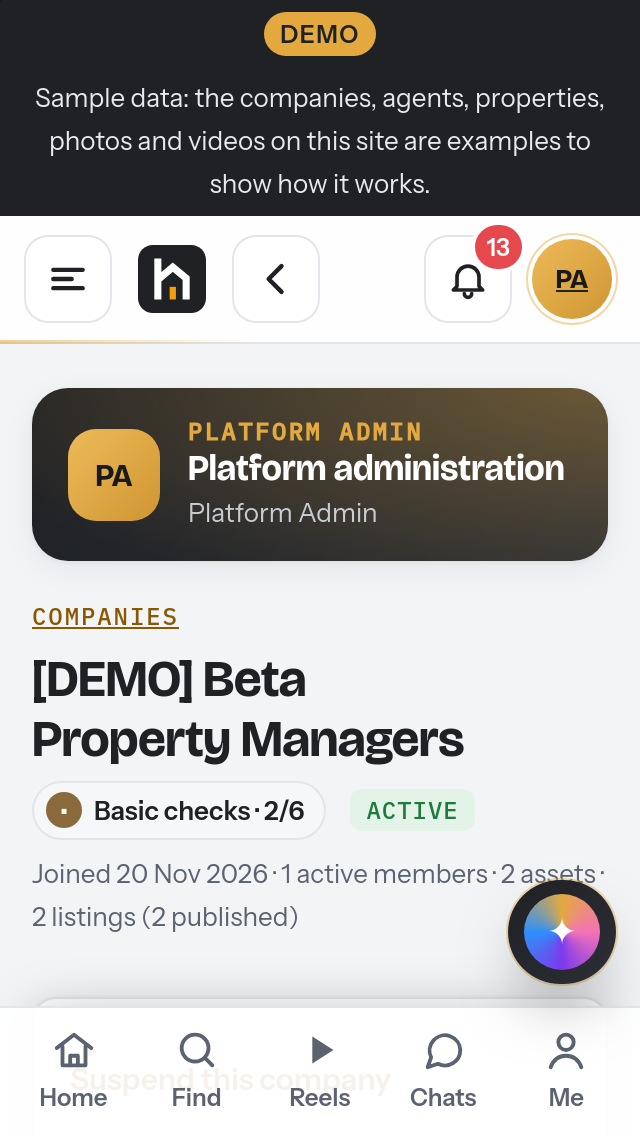 DEMO
Sample data: the companies, agents, properties,
photos and videos on this site are examples to
show how it works.
13
PA
PLATFORM ADMIN
PA
Platform administration
Platform Admin
COMPANIES
[DEMO] Beta
Property Managers
Basic checks · 2/6
ACTIVE
Joined 20 Nov 2026 · 1 active members · 2 assets ·
2 listings (2 published)
Suspend this company
Home
Find
Reels
Chats
Me